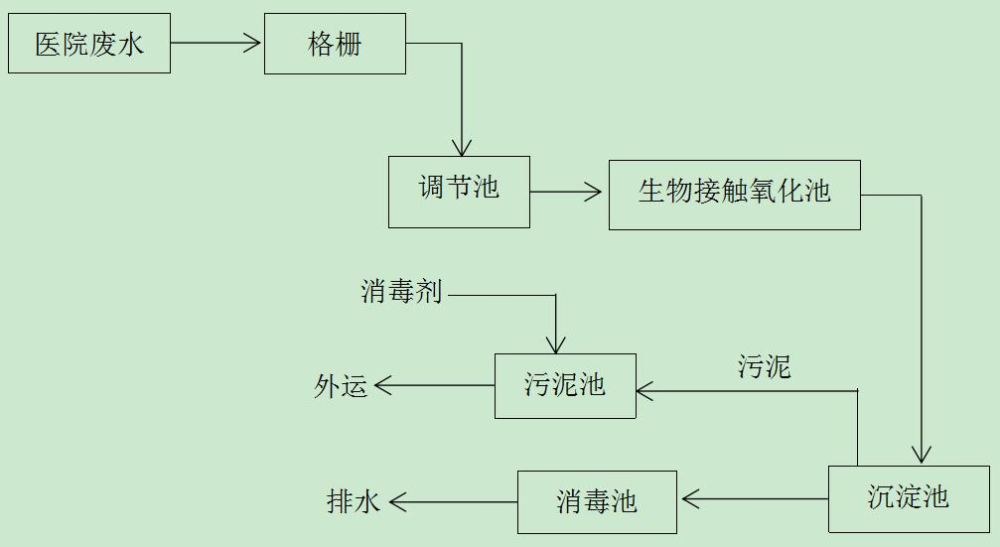 医院废水
格栅
调节池
生物接触氧化池
消毒剂
污泥
外运
污泥池
排水
消毒池
沉淀池